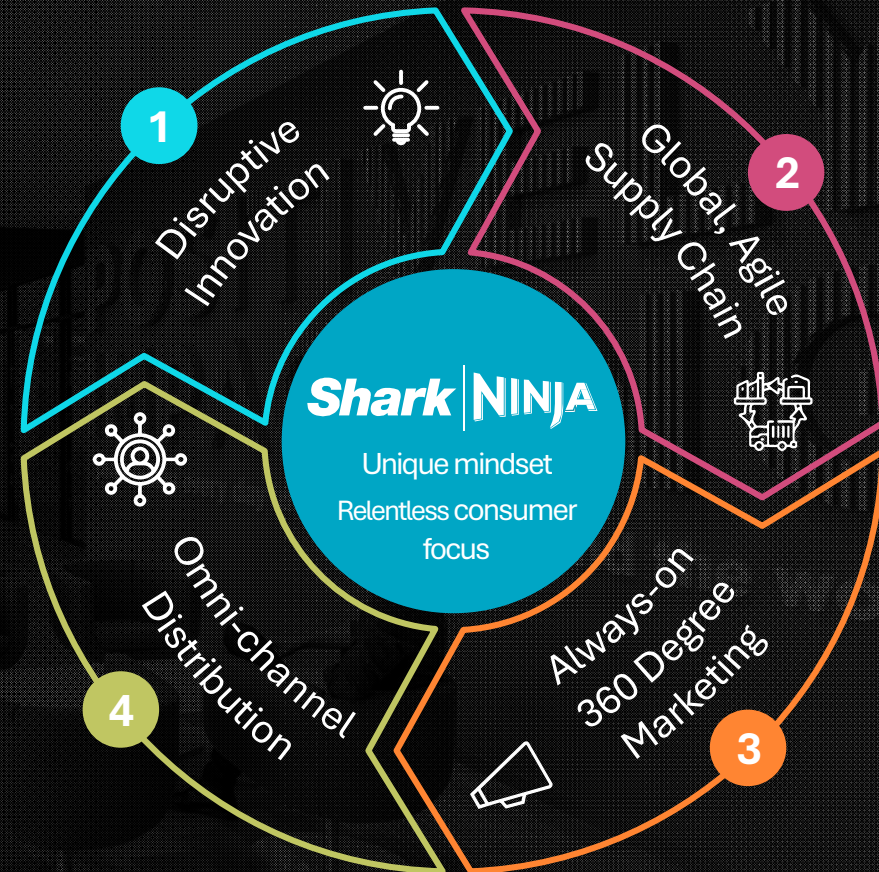 1
Disruptive
Innovation
2
Global, Agile
Supply Chain
Shark | NINJA
Unique mindset
Relentless consumer
focus
3
Always-on
360 Degree
Marketing
4
Omni-channel
Distribution